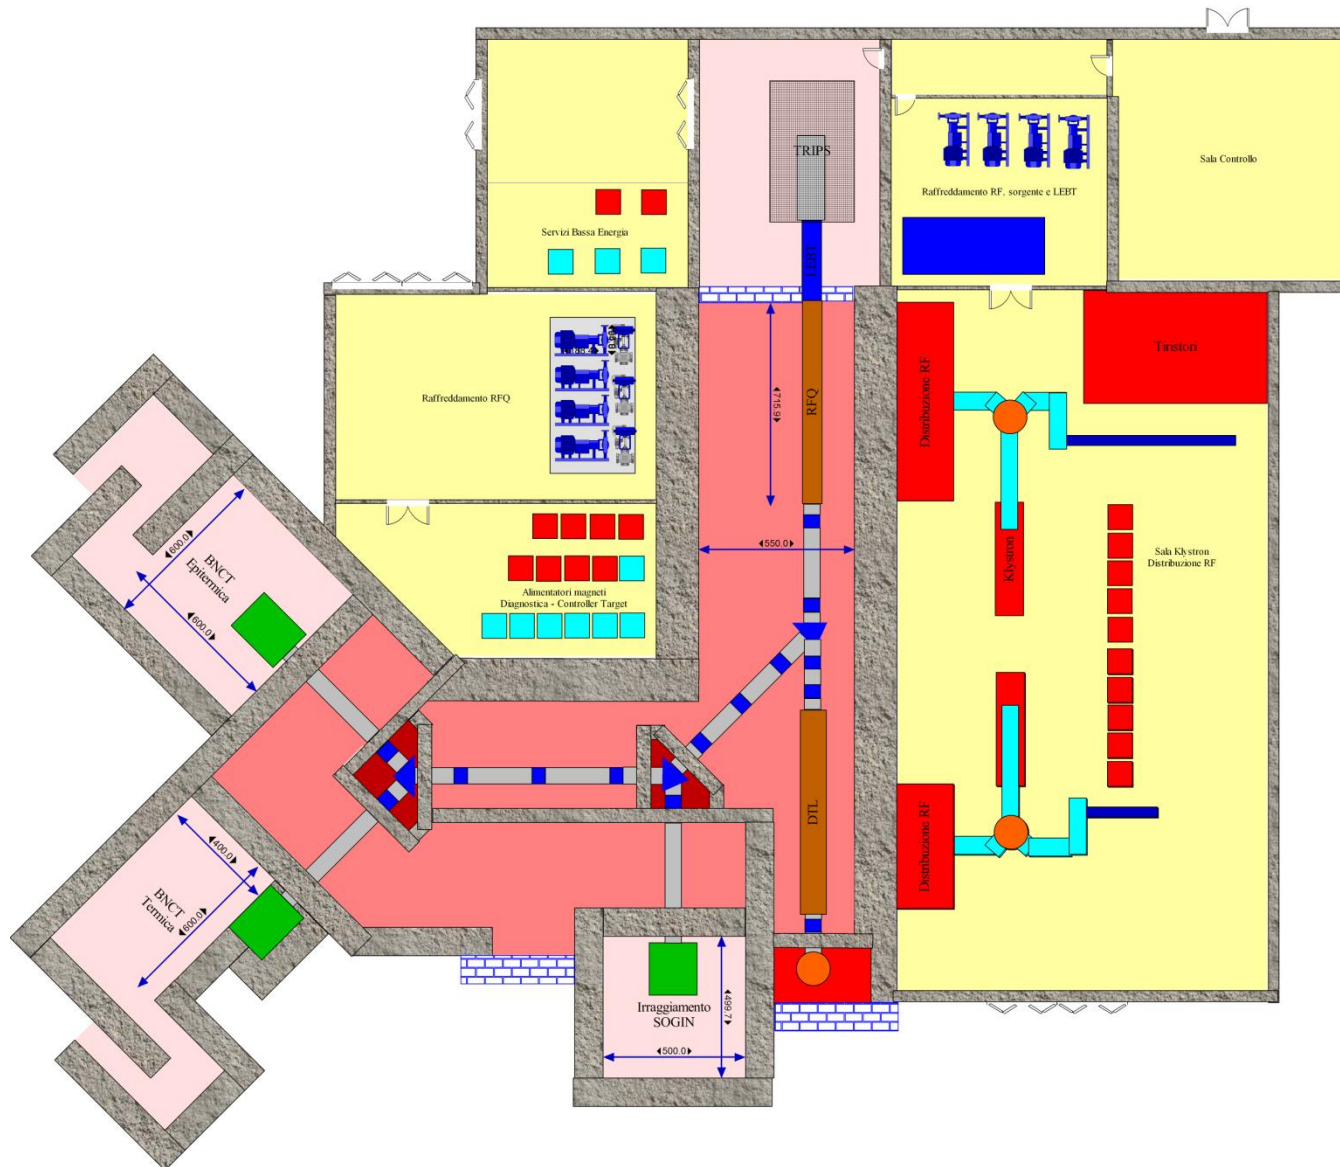 TRIPS
Sala Controllo
Raffreddamento RF, sorgente e LEBT
Servizi Bassa Energia
LEBT
Distribuzione RF
Tiristori
Raffreddamento RFQ
715.9
RFQ
Klystron
Sala Klystron
Distribuzione RF
550.0
600.0
BNCT
Epitermica
600.0
Alimentatori magneti
Diagnostica - Controller Target
DTL
Distribuzione RF
400.0
BNCT
Termica
600.0
Irraggiamento
SOGIN
499.7
500.0